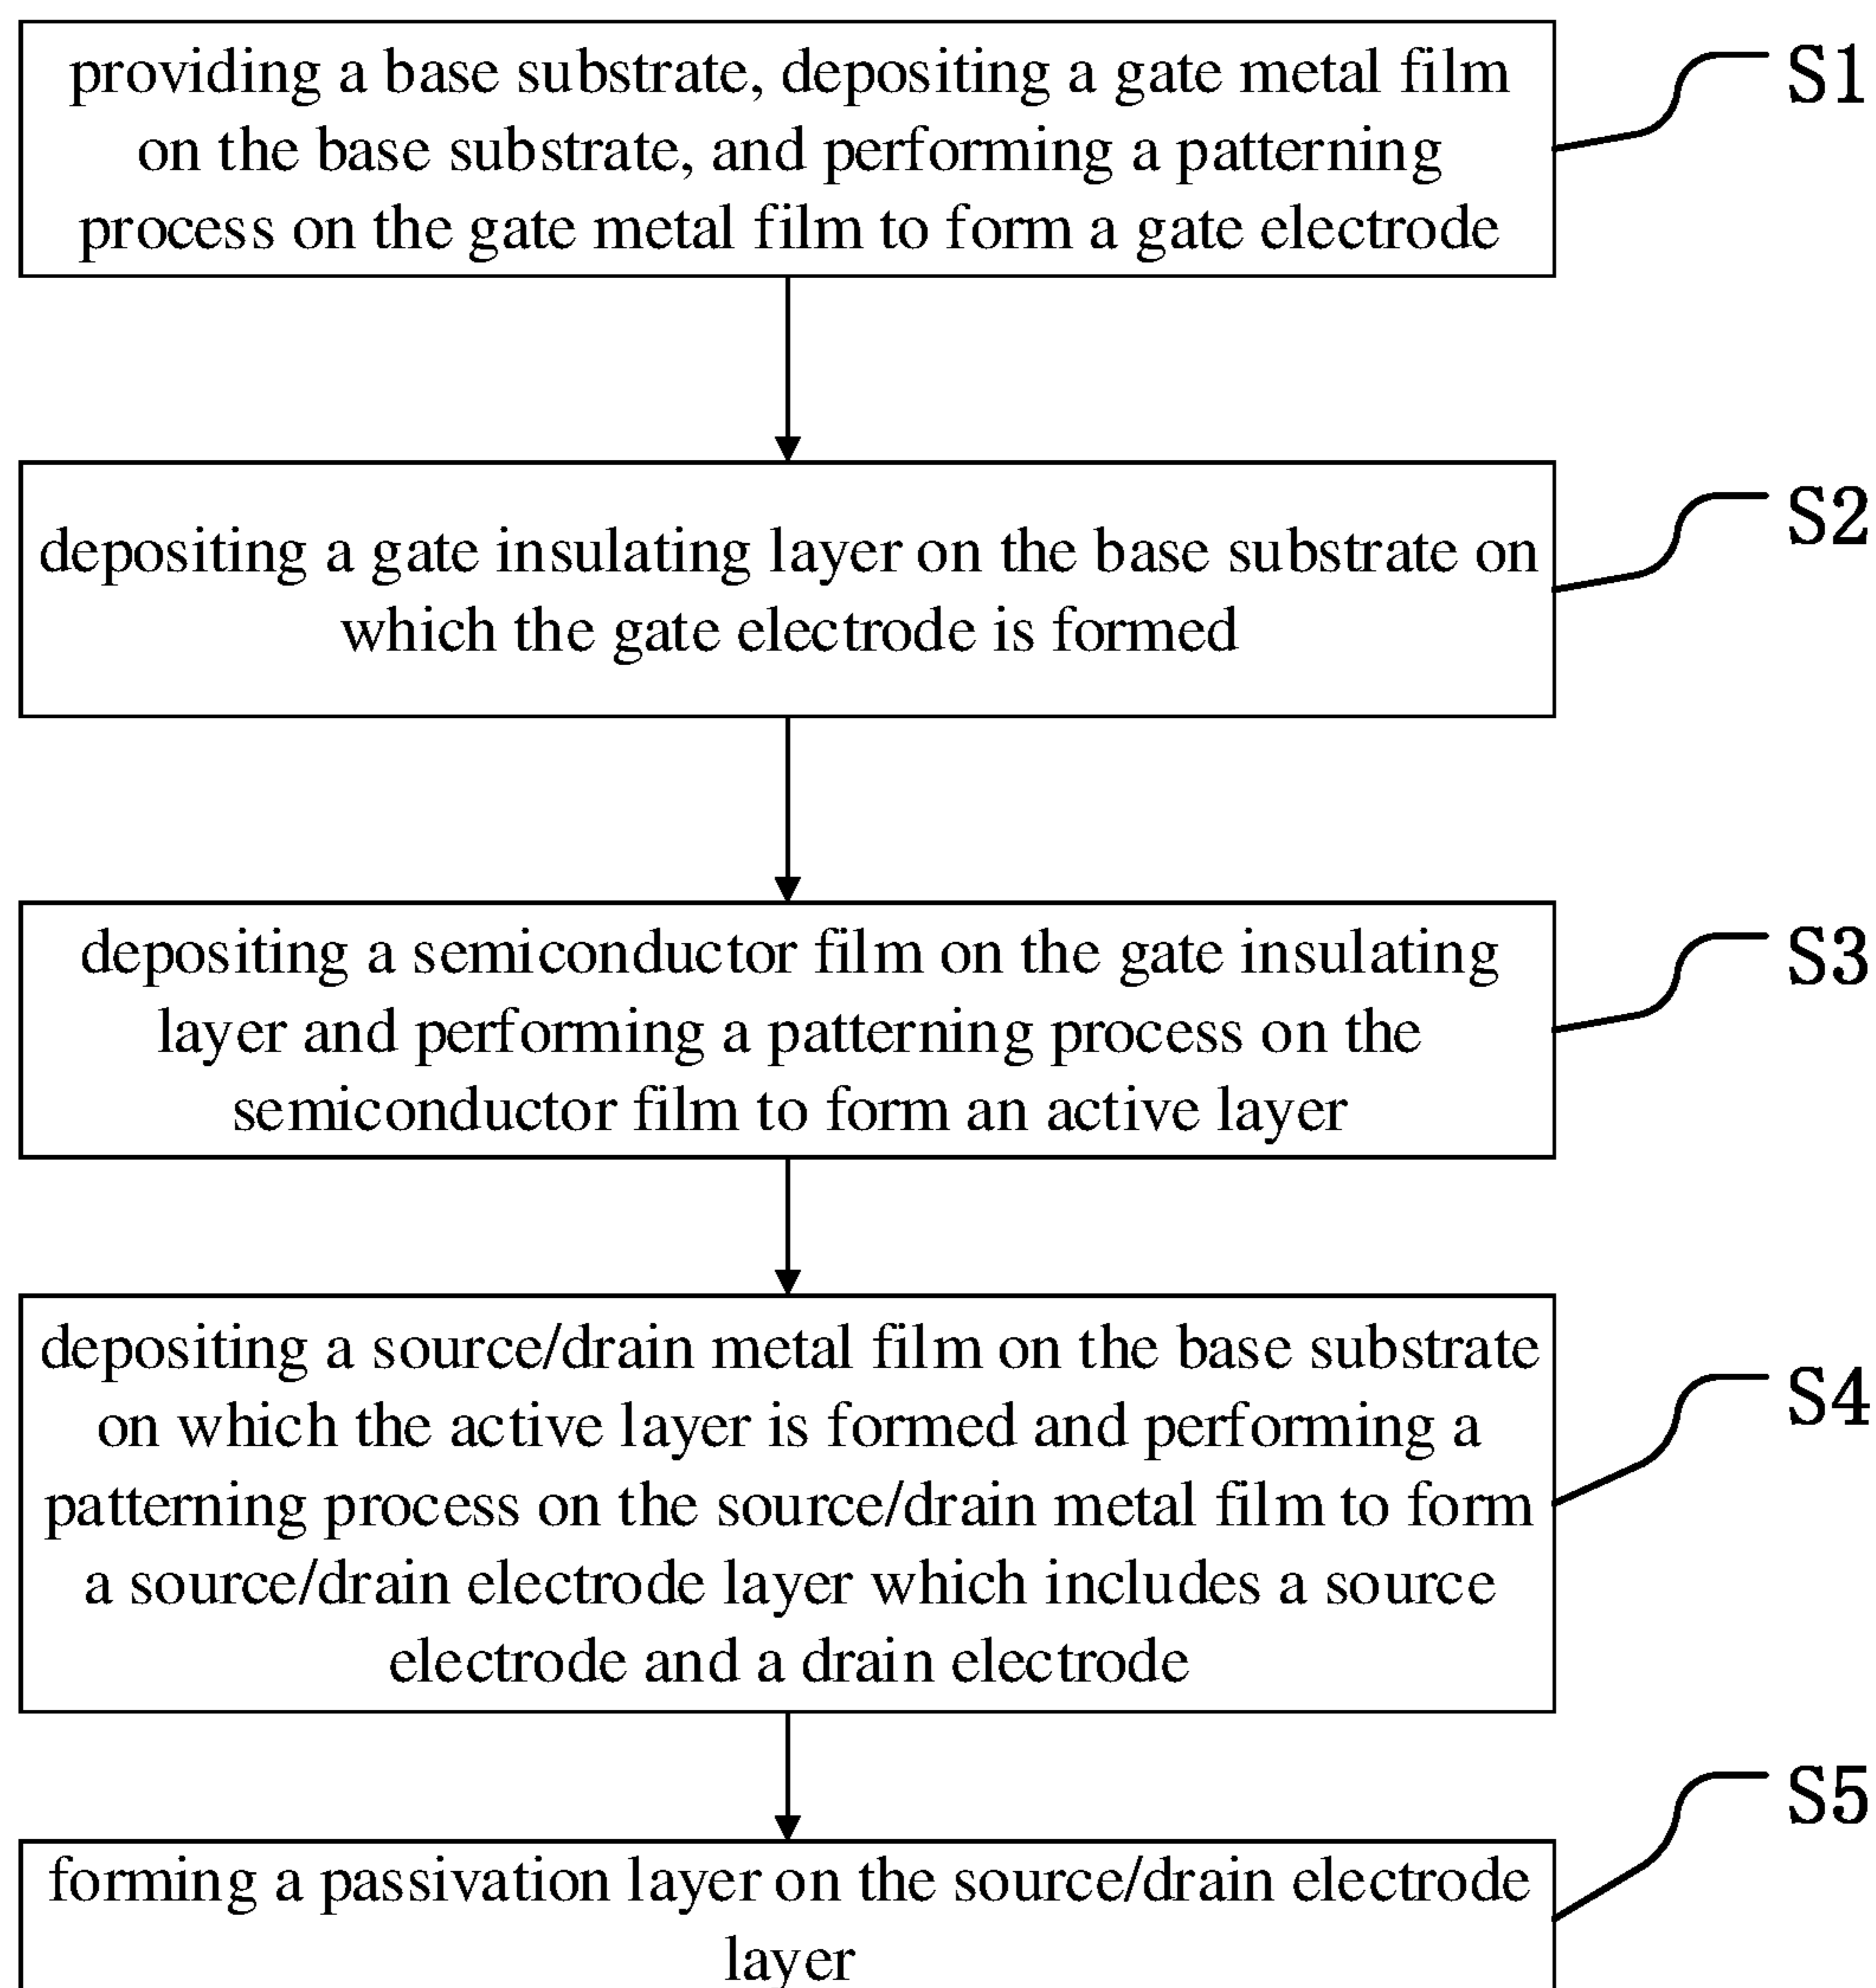 providing a base substrate, depositing a gate metal film
on the base substrate, and performing a patterning
process on the gate metal film to form a gate electrode
S1
depositing a gate insulating layer on the base substrate on
which the gate electrode is formed
S2
depositing a semiconductor film on the gate insulating
layer and performing a patterning process on the
semiconductor film to form an active layer
S3
depositing a source/drain metal film on the base substrate
on which the active layer is formed and performing a
patterning process on the source/drain metal film to form
a source/drain electrode layer which includes a source
electrode and a drain electrode
S4
forming a passivation layer on the source/drain electrode
layer
S5